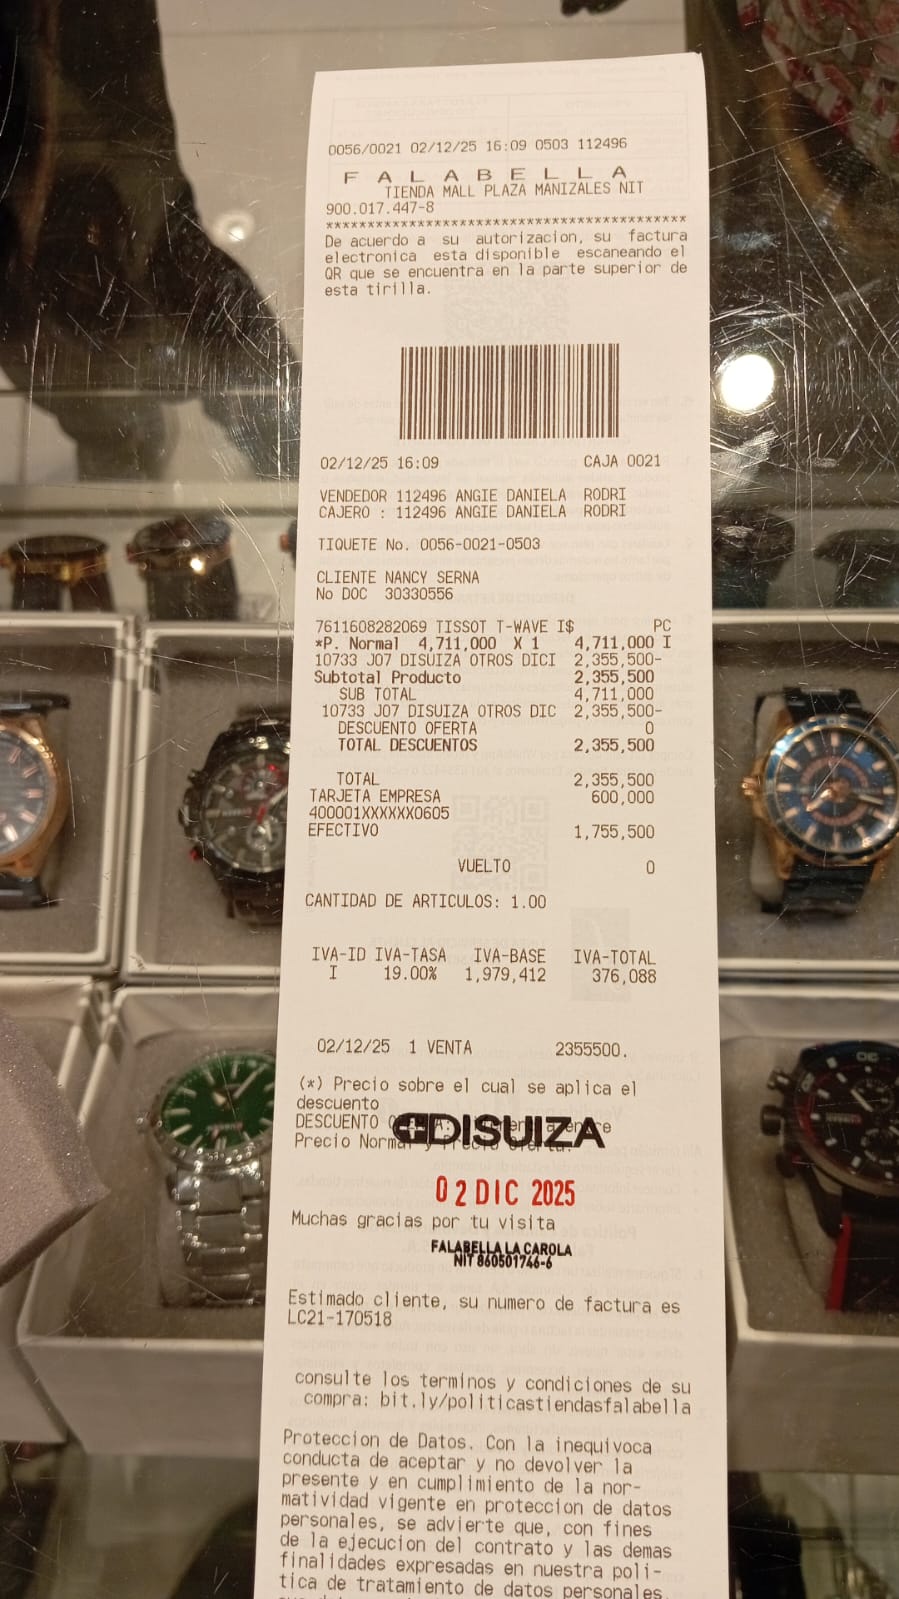 0056/0021 02/12/25 16:09 0503 112496
F A L A B E L L A
TIENDA MALL PLAZA MANIZALES NIT
900.017.447-8
******************************************
De acuerdo a su autorizacion, su factura
electronica esta disponible escaneando el
QR que se encuentra en la parte superior de
esta tirilla.
02/12/25 16:09 CAJA 0021
VENDEDOR 112496 ANGIE DANIELA RODRI
CAJERO : 112496 ANGIE DANIELA RODRI
TIQUETE No. 0056-0021-0503
CLIENTE NANCY SERNA
No DOC 30330556
7611608282069 TISSOT T-WAVE I$ PC
*P. Normal 4,711,000 X 1 4,711,000 I
10733 J07 DISUIZA OTROS DICI 2,355,500-
Subtotal Producto 2,355,500
SUB TOTAL 4,711,000
10733 J07 DISUIZA OTROS DIC 2,355,500-
DESCUENTO OFERTA 0
TOTAL DESCUENTOS 2,355,500
TOTAL 2,355,500
TARJETA EMPRESA 600,000
400001XXXXXX0605
EFECTIVO 1,755,500
VUELTO 0
CANTIDAD DE ARTICULOS: 1.00
IVA-ID IVA-TASA IVA-BASE IVA-TOTAL
I 19.00% 1,979,412 376,088
02/12/25 1 VENTA 2355500.
(*) Precio sobre el cual se aplica el
descuento
DESCUENTO
Precio Normal y Precio
DISUIZA
02 DIC 2025
Muchas gracias por tu visita
FALABELLA LA CAROLA
NIT 860501746-6
Estimado cliente, su numero de factura es
LC21-170518
consulte los terminos y condiciones de su
compra: bit.ly/politicastiendasfalabella
Proteccion de Datos. Con la inequivoca
conducta de aceptar y no devolver la
presente y en cumplimiento de la nor-
matividad vigente en proteccion de datos
personales, se advierte que, con fines
de la ejecucion del contrato y las demas
finalidades expresadas en nuestra poli-
tica de tratamiento de datos personales,